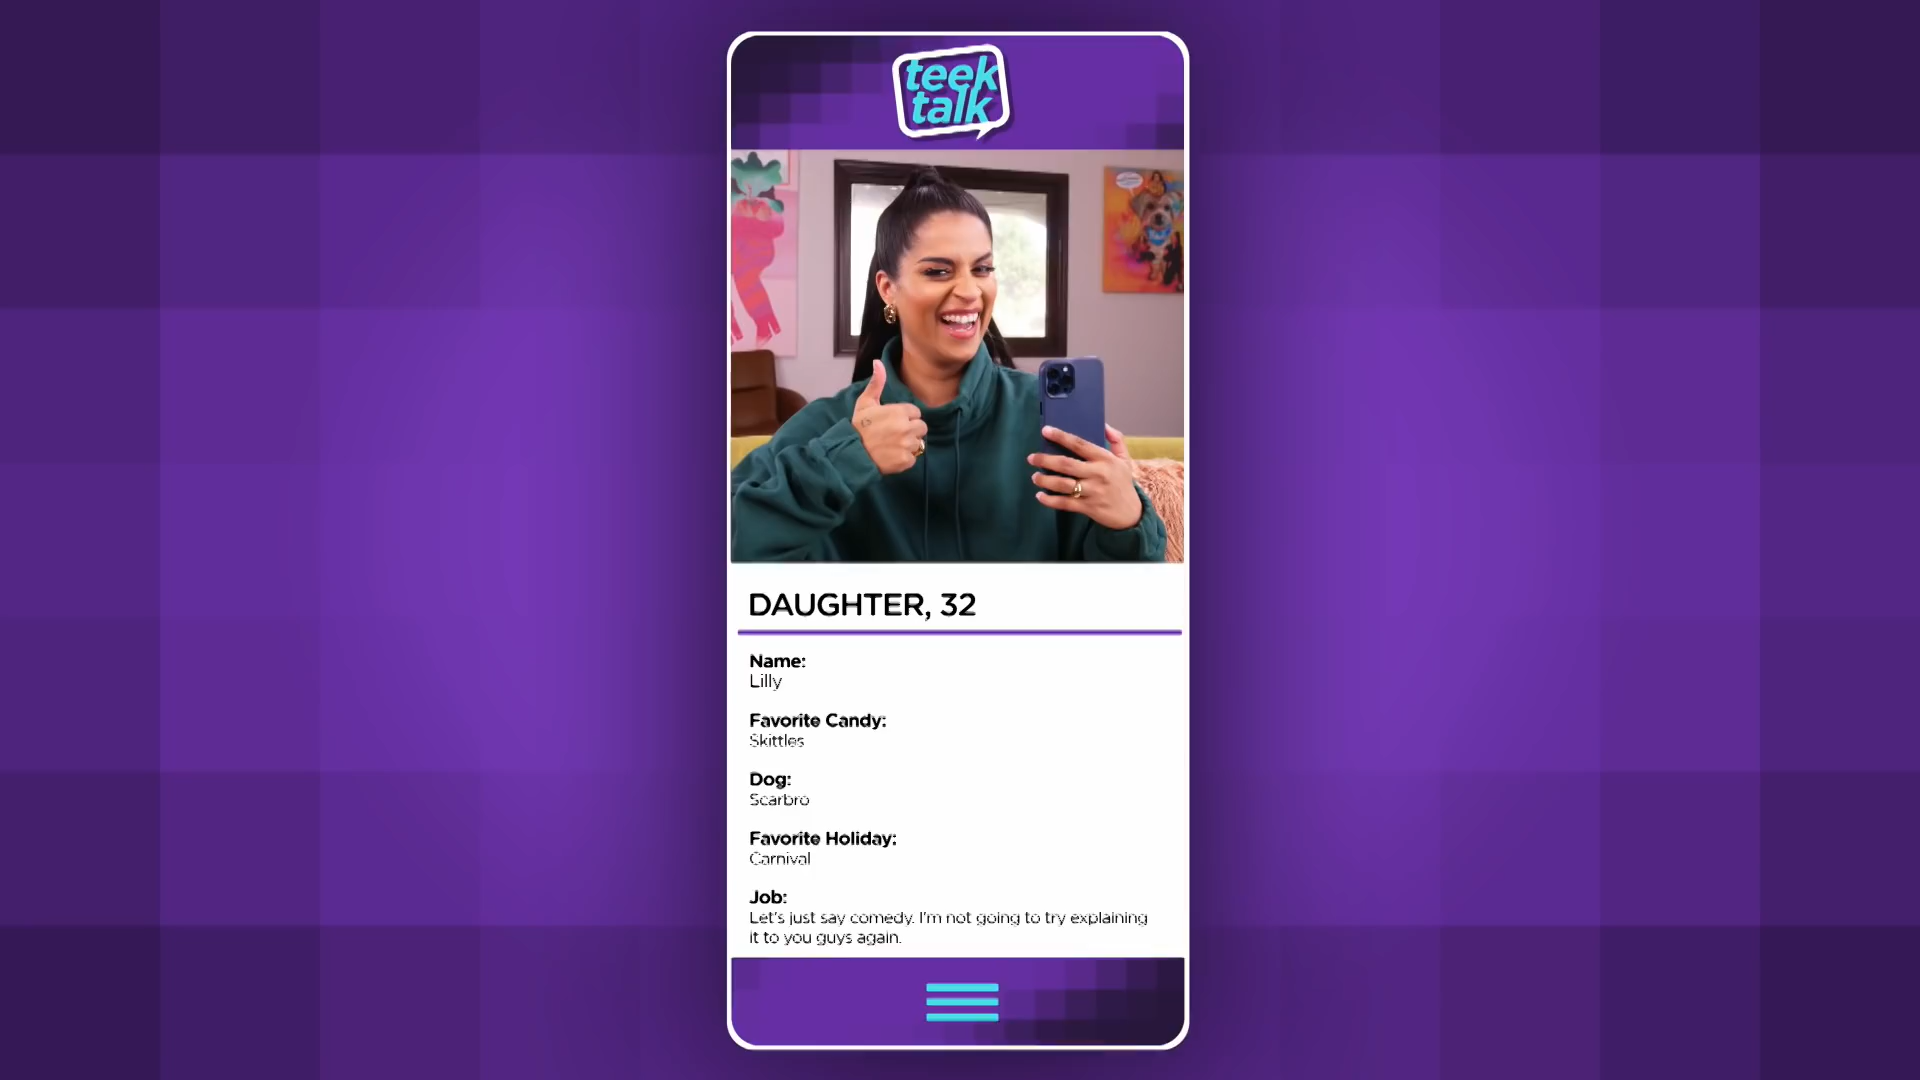 teek
talk
DAUGHTER, 32
Name:
Lilly
Favorite Candy:
Skittles
Dog:
Scarbro
Favorite Holiday:
Carnival
Job:
Let's just say comedy. I'm not going to try explaining
it to you guys again.